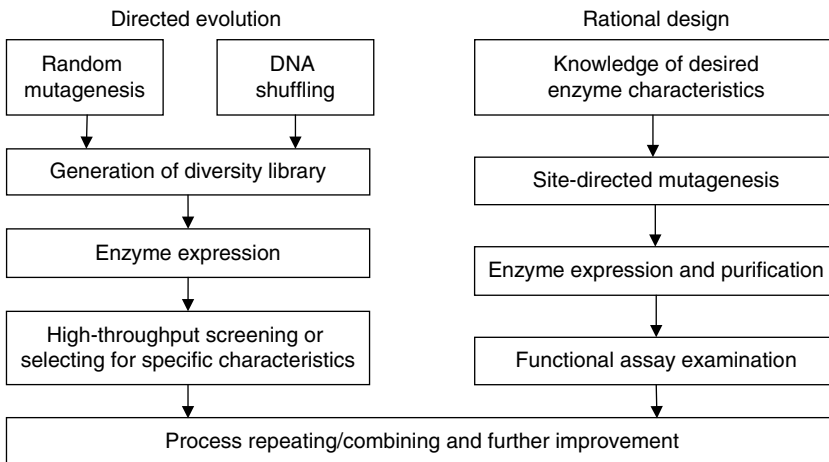 Directed evolution
Random
mutagenesis
DNA
shuffling
Generation of diversity library
Enzyme expression
High-throughput screening or
selecting for specific characteristics
Rational design
Knowledge of desired
enzyme characteristics
Site-directed mutagenesis
Enzyme expression and purification
Functional assay examination
Process repeating/combining and further improvement